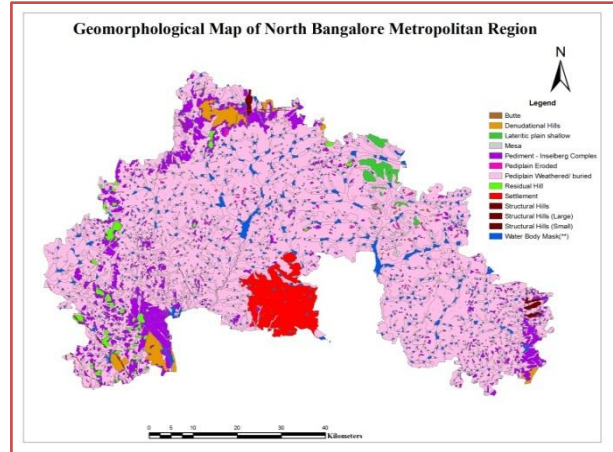 Geomorphological Map of North Bangalore Metropolitan Region
N
Legend
Butte
Denudational Hills
Lateritic plain shallow
Mesa
Pediment - Inselberg Complex
Pediplain Eroded
Pediplain Weathered/ buried
Residual Hill
Settlement
Structural Hills
Structural Hills (Large)
Structural Hills (Small)
Water Body Mask(**)
0 5 10 20 30 40
Kilometers